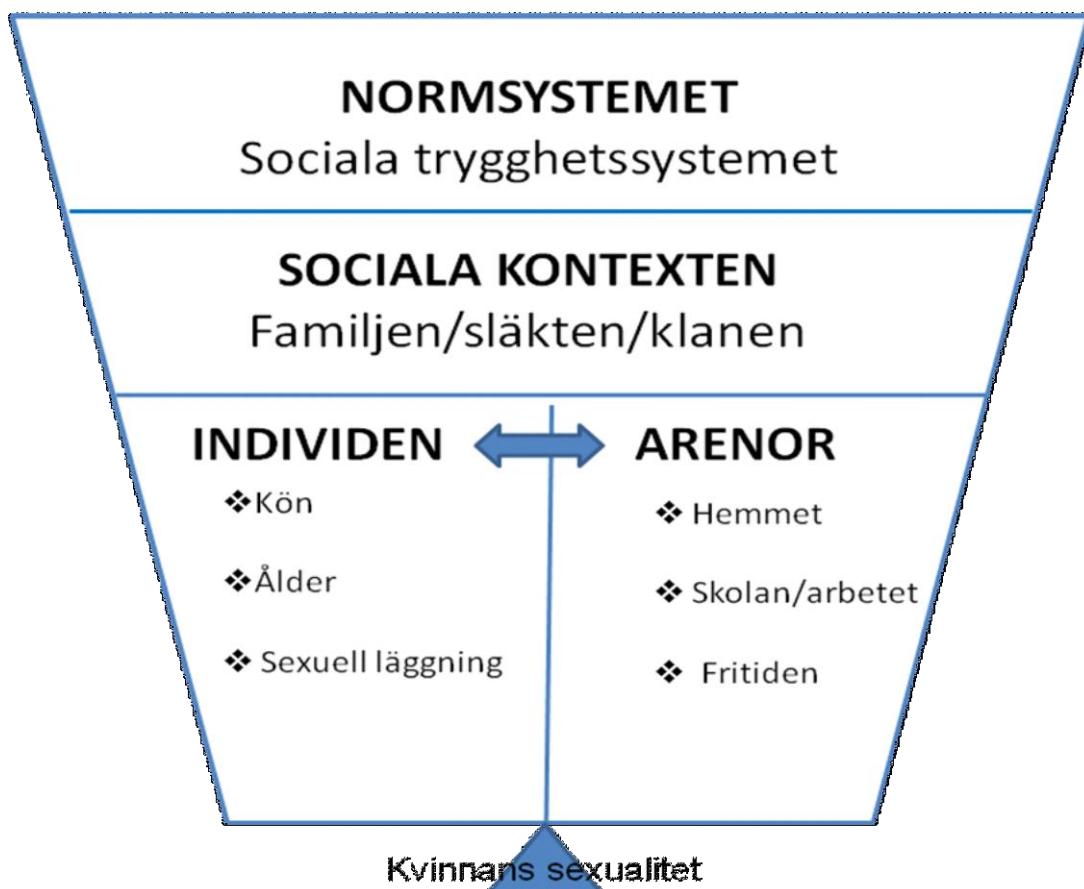 NORMSYSTEMET
Sociala trygghetssystemet
SOCIALA KONTEXTEN
Familjen/släkten/klanen
INDIVIDEN
❖Kön
❖Ålder
❖ Sexuell läggning
ARENOR
❖ Hemmet
❖ Skolan/arbetet
❖ Fritiden
Kvinnans sexualitet